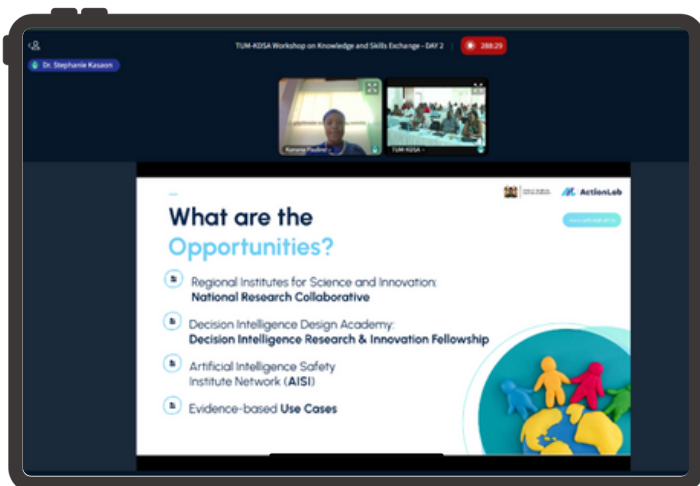 TUM-KDSA Workshop on Knowledge and Skills Exchange - DAY 2
288:29
Dr. Stephanie Kasaon
TUM-KDSA
ActionLab
What are the
Opportunities?
Regional Institutes for Science and Innovation:
National Research Collaborative
Decision Intelligence Design Academy:
Decision Intelligence Research & Innovation Fellowship
Artificial Intelligence Safety
Institute Network (AISI)
Evidence-based Use Cases